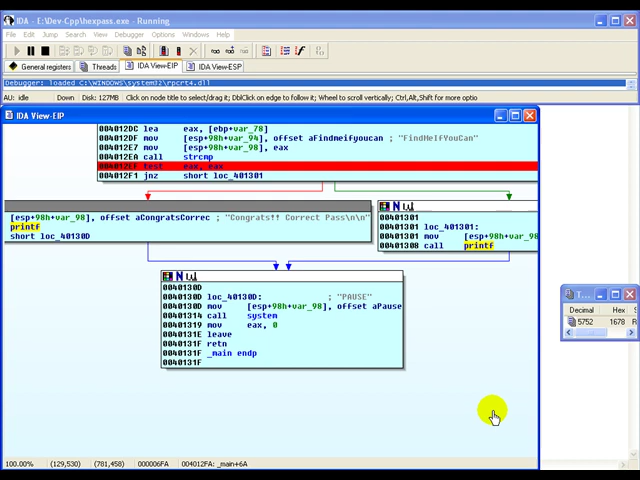 IDA - E:\Dev-Cpp\hexpass.exe - Running
File Edit Jump Search View Debugger Options Windows Help
General registers Threads IDA View-EIP IDA View-ESP
Debugger: loaded C:\WINDOWS\system32\rpcrt4.dll
AU: idle Down Disk: 127MB Click on node title to select/drag it; DblClick on edge to follow it; Wheel to scroll vertically; Ctrl,Alt,Shift for more optio
IDA View-EIP
004012DC lea eax, [ebp+var_78]
004012DF mov [esp+98h+var_94], offset aFindmeifyoucan ; "FindMeIfYouCan"
004012E7 mov [esp+98h+var_98], eax
004012EA call strcmp
004012EF test eax, eax
004012F1 jnz short loc_401301
[esp+98h+var_98], offset aCongratsCorrec ; "Congrats!! Correct Pass\n\n"
printf
short loc_40130D
00401301
00401301 loc_401301:
00401301 mov [esp+98h+var_98
00401308 call printf
0040130D
0040130D loc_40130D: ; "PAUSE"
0040130D mov [esp+98h+var_98], offset aPause
00401314 call system
00401319 mov eax, 0
0040131E leave
0040131F retn
0040131F _main endp
0040131F
T...
Decimal Hex
5752 1678
100.00% (129,530) (781,458) 000006FA 004012FA: _main+6A